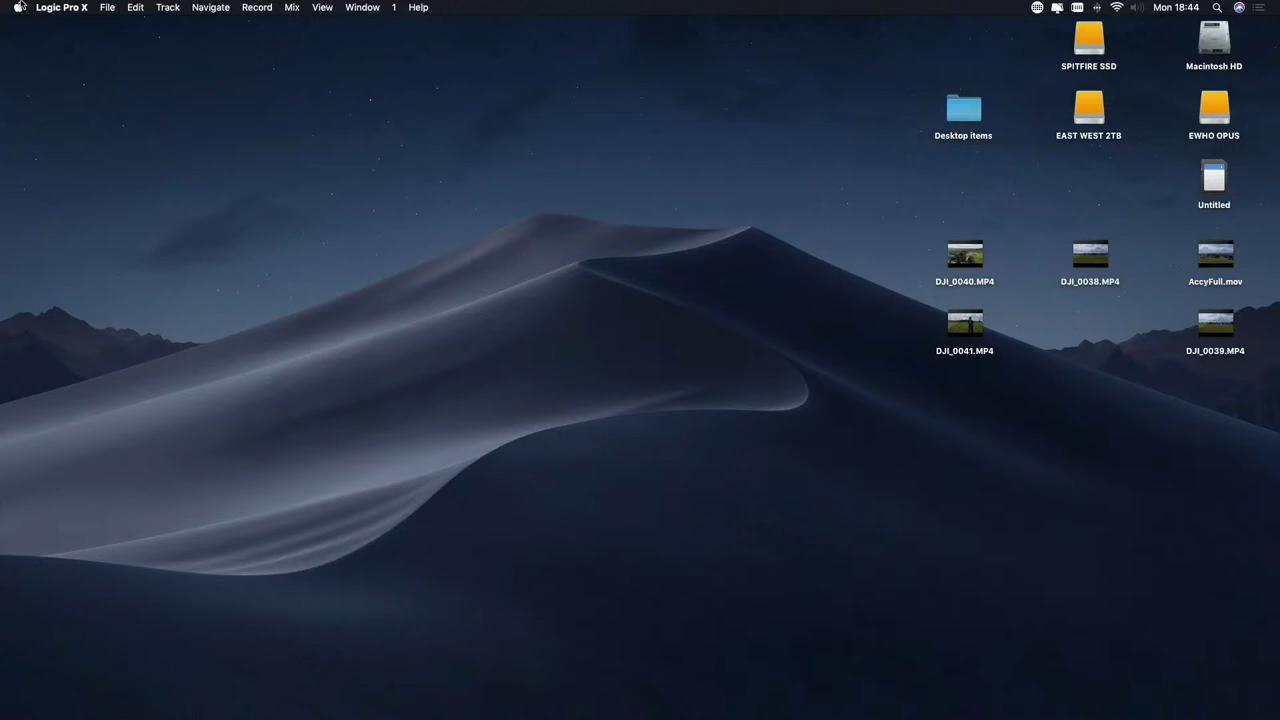 Logic Pro X File Edit Track Navigate Record Mix View Window 1 Help Mon 18:44
SPITFIRE SSD Macintosh HD
Desktop items EAST WEST 2TB EWHO OPUS
Untitled
DJI_0040.MP4 DJI_0038.MP4 AccyFull.mov
DJI_0041.MP4 DJI_0039.MP4